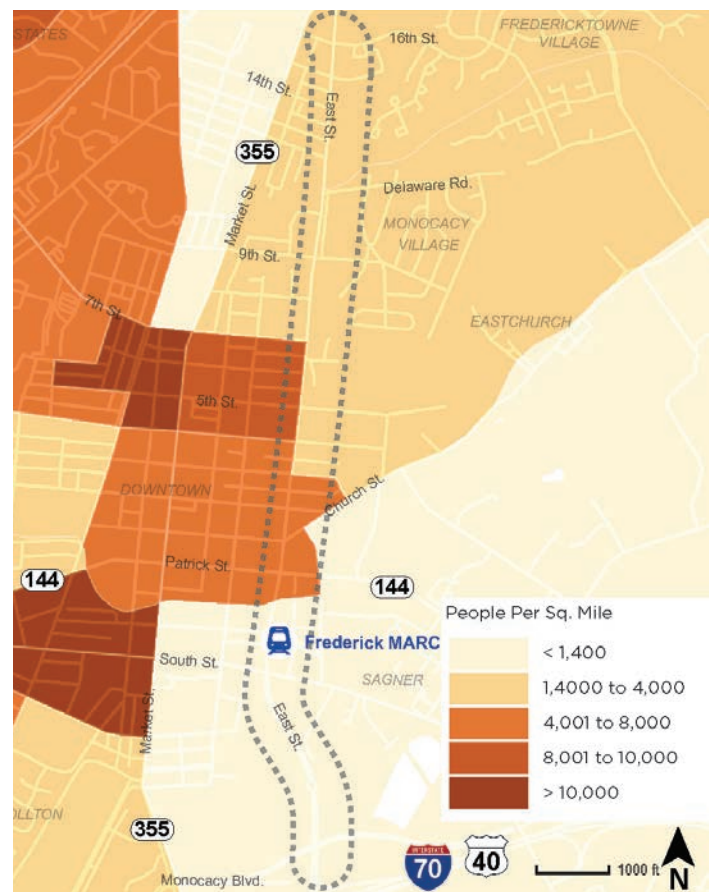 ESTATES
FREDERICKTOWNE
VILLAGE
16th St.
14th St.
East St.
355
Market St.
Delaware Rd.
MONOCACY
VILLAGE
9th St.
7th St.
EASTCHURCH
5th St.
DOWNTOWN
Church St.
Patrick St.
144
144
People Per Sq. Mile
< 1,400
1,4000 to 4,000
4,001 to 8,000
8,001 to 10,000
> 10,000
Frederick MARC
South St.
SAGNER
Market St.
East St.
OLLTON
355
INTERSTATE
70
40
1000 ft
N
Monocacy Blvd.